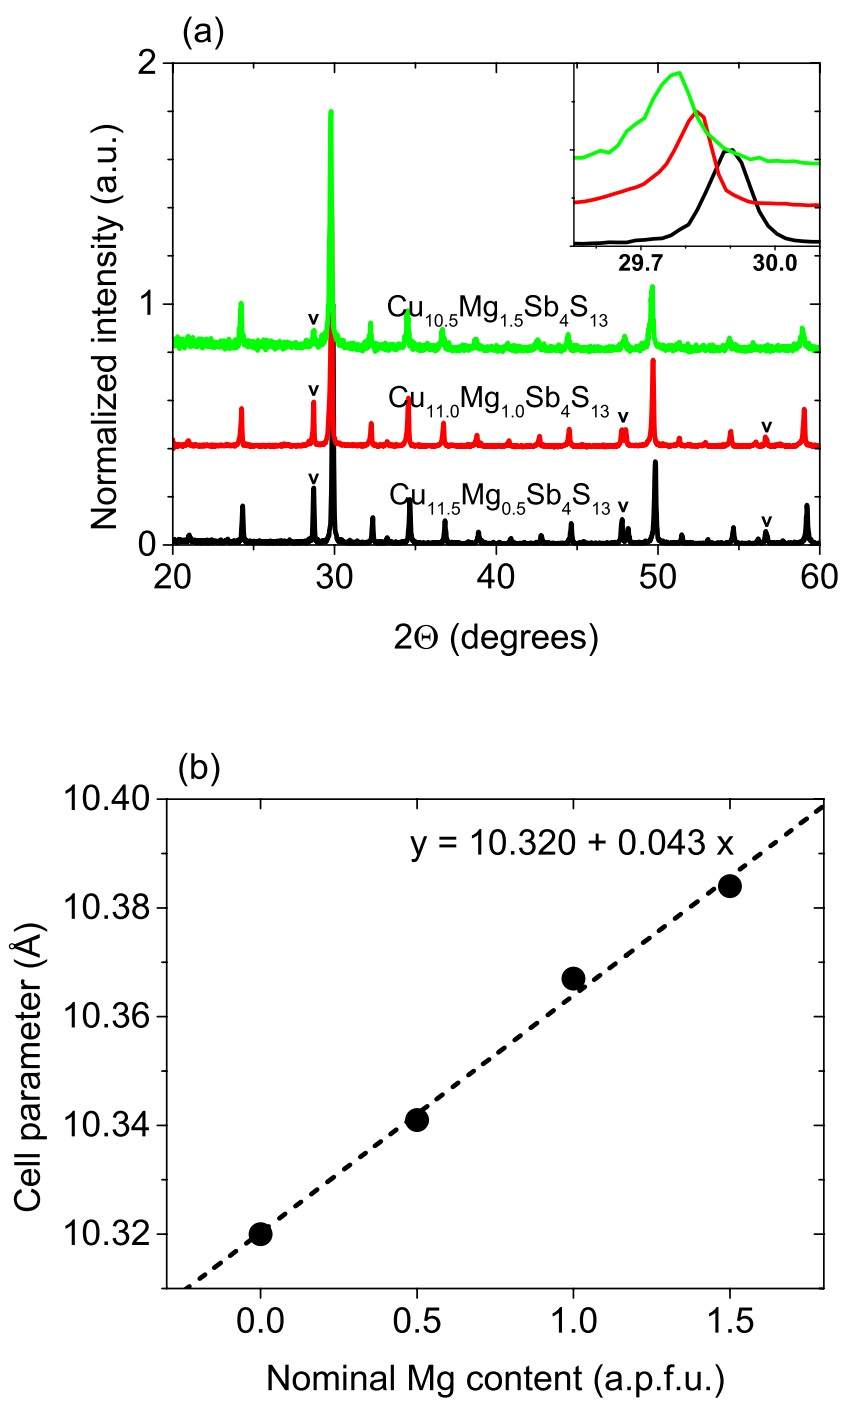 (a)
2
1
0
Normalized intensity (a.u.)
29.7 30.0
Cu10.5Mg1.5Sb4S13
v
Cu11.0Mg1.0Sb4S13
v v v
Cu11.5Mg0.5Sb4S13
v v v
20 30 40 50 60
2Θ (degrees)
(b)
y = 10.320 + 0.043 x
10.40
10.38
10.36
10.34
10.32
Cell parameter (Å)
0.0 0.5 1.0 1.5
Nominal Mg content (a.p.f.u.)